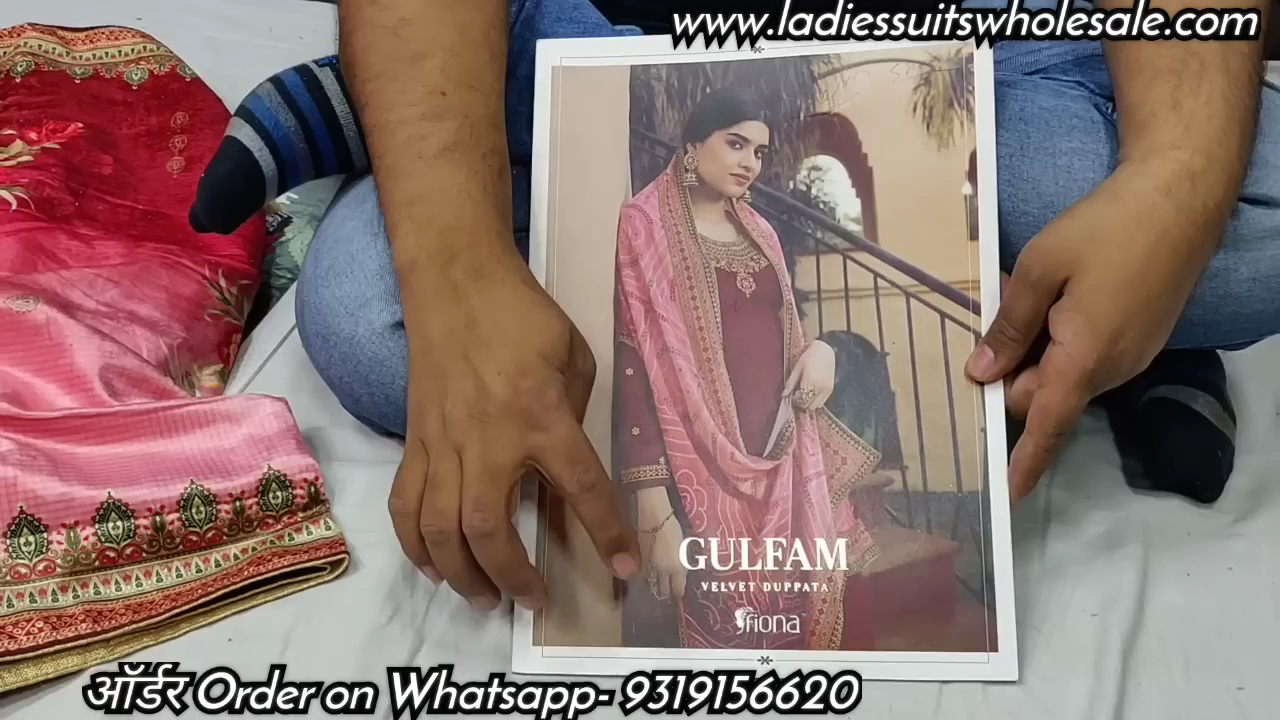 www.ladiessuitswholesale.com
GULFAM
VELVET DUPPATA
fiona
ऑर्डर Order on Whatsapp- 9319156620